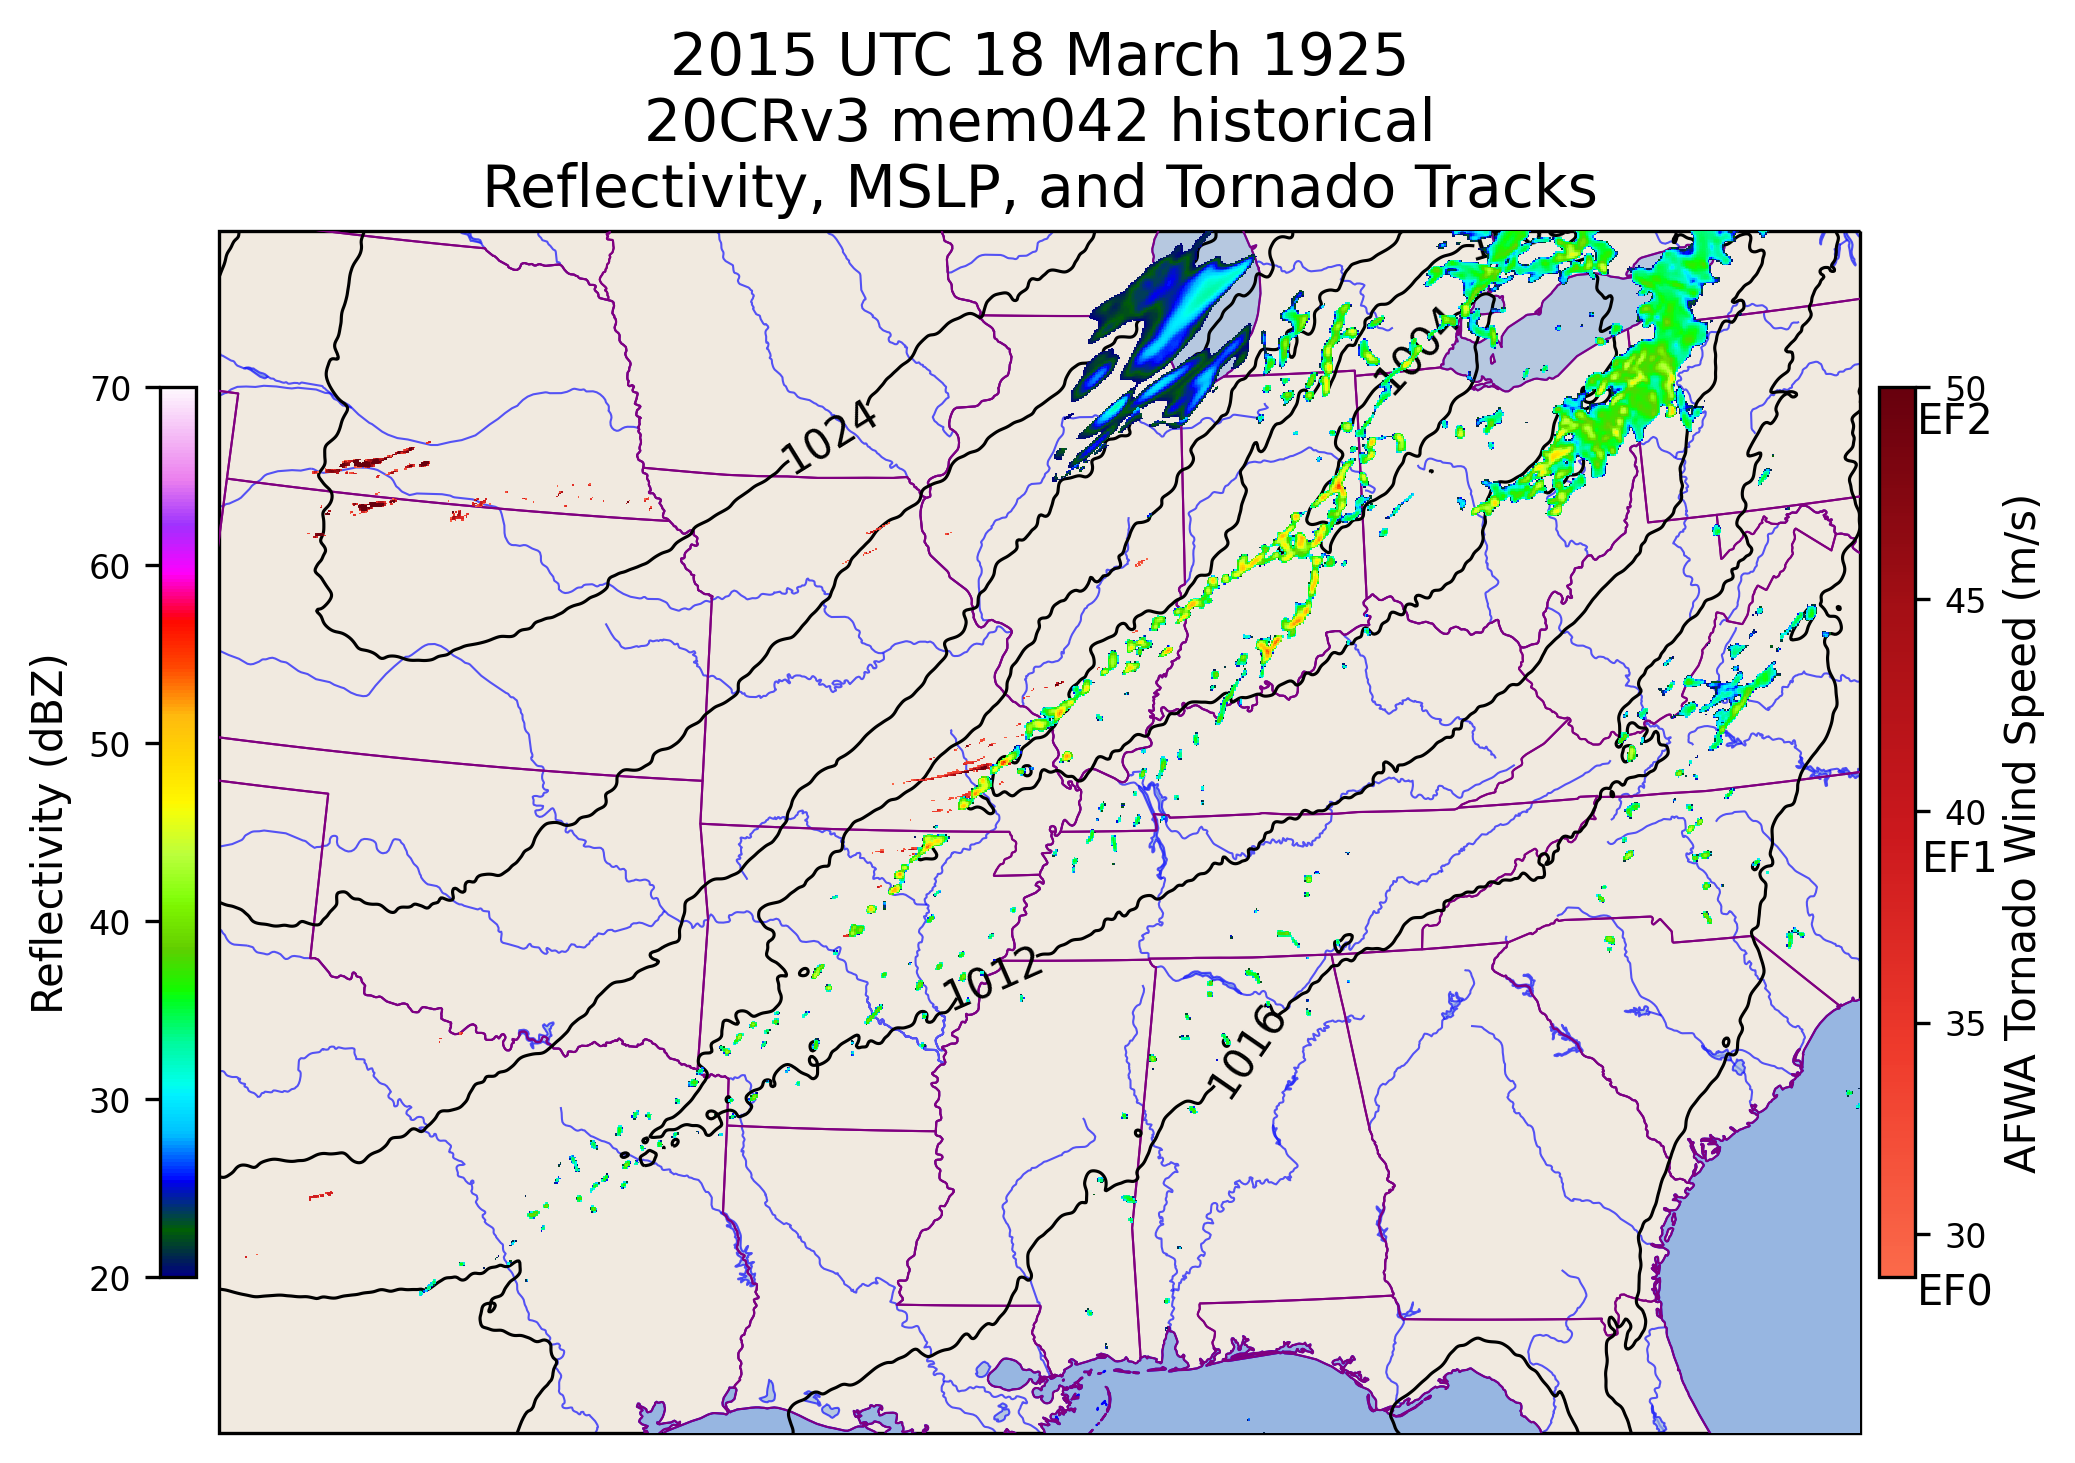 2015 UTC 18 March 1925
20CRv3 mem042 historical
Reflectivity, MSLP, and Tornado Tracks
Reflectivity (dBZ)
70
60
50
40
30
20
1024
1004
1012
1016
50
EF2
45
40
EF1
35
30
EF0
AFWA Tornado Wind Speed (m/s)